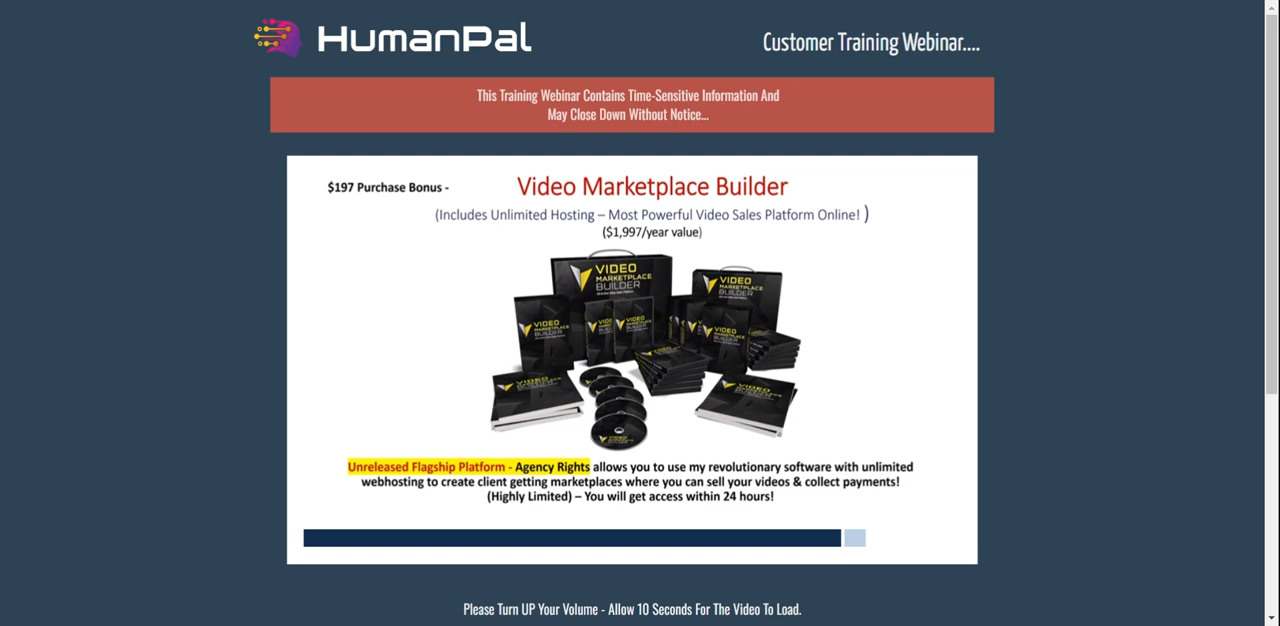 HumanPal
Customer Training Webinar....
This Training Webinar Contains Time-Sensitive Information And
May Close Down Without Notice...
$197 Purchase Bonus -
Video Marketplace Builder
(Includes Unlimited Hosting – Most Powerful Video Sales Platform Online! )
($1,997/year value)
VIDEO
MARKETPLACE
BUILDER
VIDEO
MARKETPLACE
BUILDER
Unreleased Flagship Platform - Agency Rights allows you to use my revolutionary software with unlimited
webhosting to create client getting marketplaces where you can sell your videos & collect payments!
(Highly Limited) – You will get access within 24 hours!
Please Turn UP Your Volume - Allow 10 Seconds For The Video To Load.